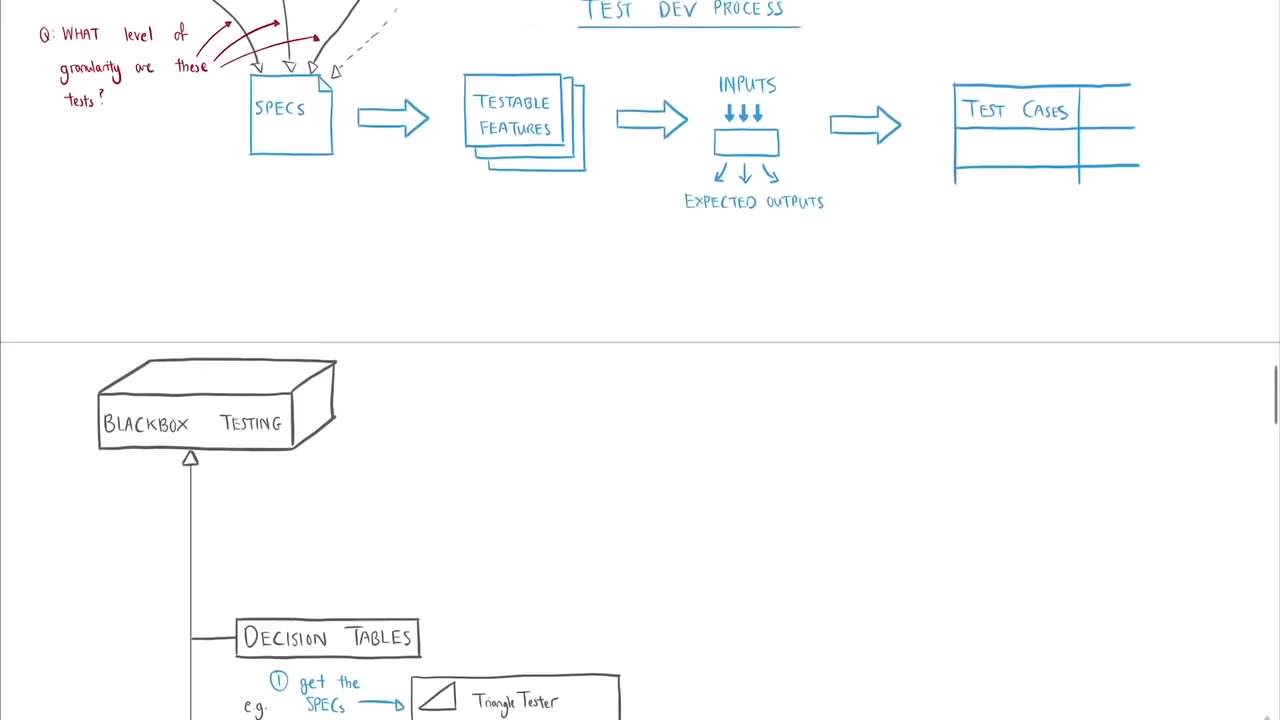 TEST DEV PROCESS
Q: WHAT level of
granularity are these
tests?
SPECS
TESTABLE
FEATURES
INPUTS
EXPECTED OUTPUTS
TEST CASES
BLACKBOX TESTING
DECISION TABLES
① get the
e.g. SPECS
Triangle Tester